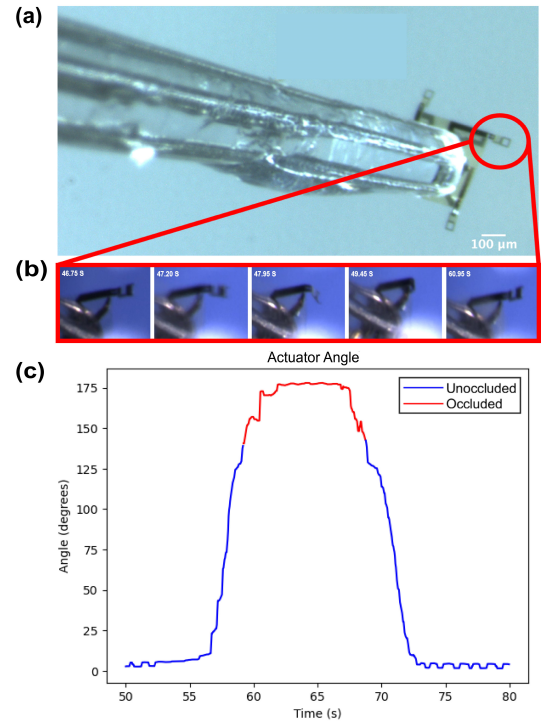 (a)
100 µm
(b)
46.75 S
47.20 S
47.95 S
49.45 S
60.95 S
(c)
Actuator Angle
Unoccluded
Occluded
Angle (degrees)
175
150
125
100
75
50
25
0
50
55
60
65
70
75
80
Time (s)